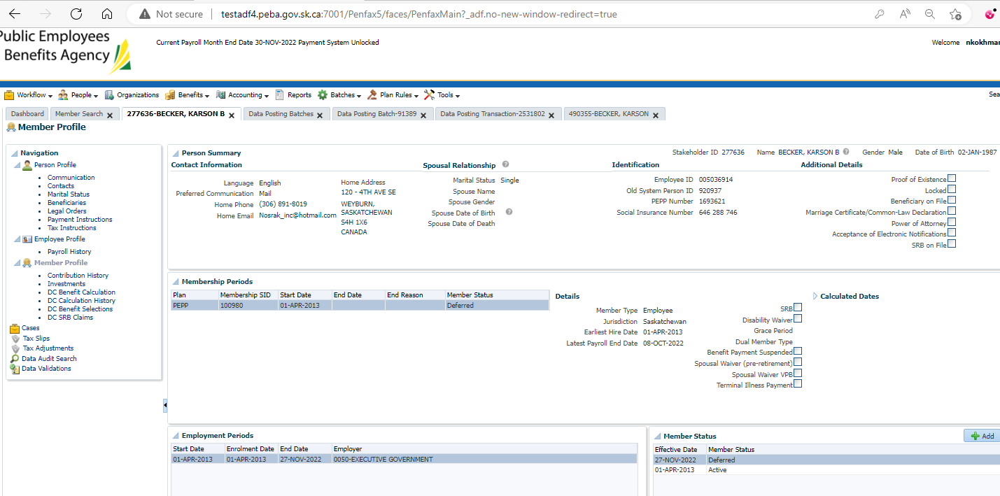 Not secure testadf4.peba.gov.sk.ca:7001/Penfax5/faces/PenfaxMain?_adf.no-new-window-redirect=true
Public Employees
Benefits Agency
Current Payroll Month End Date 30-NOV-2022 Payment System Unlocked
Welcome nkokhmar
Workflow People Organizations Benefits Accounting Reports Batches Plan Rules Tools Sea
Dashboard Member Search 277636-BECKER, KARSON B Data Posting Batches Data Posting Batch-91389 Data Posting Transaction-2531802 490355-BECKER, KARSON
Member Profile
Navigation
Person Profile
Communication
Contacts
Marital Status
Beneficiaries
Legal Orders
Payment Instructions
Tax Instructions
Employee Profile
Payroll History
Member Profile
Contribution History
Investments
DC Benefit Calculation
DC Calculation History
DC Benefit Selections
DC SRB Claims
Cases
Tax Slips
Tax Adjustments
Data Audit Search
Data Validations
Person Summary
Stakeholder ID 277636 Name BECKER, KARSON B Gender Male Date of Birth 02-JAN-1987
Contact Information
Language English
Preferred Communication Mail
Home Phone (306) 891-8019
Home Email Nosrak_inc@hotmail.com
Home Address
120 - 4TH AVE SE
WEYBURN,
SASKATCHEWAN
S4H 1X6
CANADA
Spousal Relationship
Marital Status Single
Spouse Name
Spouse Gender
Spouse Date of Birth
Spouse Date of Death
Identification
Employee ID 005036914
Old System Person ID 920937
PEPP Number 1693621
Social Insurance Number 646 288 746
Additional Details
Proof of Existence
Locked
Beneficiary on File
Marriage Certificate/Common-Law Declaration
Power of Attorney
Acceptance of Electronic Notifications
SRB on File
Membership Periods
Plan Membership SID Start Date End Date End Reason Member Status
PEPP 100980 01-APR-2013 Deferred
Details
Member Type Employee
Jurisdiction Saskatchewan
Earliest Hire Date 01-APR-2013
Latest Payroll End Date 08-OCT-2022
SRB
Disability Waiver
Grace Period
Dual Member Type
Benefit Payment Suspended
Spousal Waiver (pre-retirement)
Spousal Waiver VPB
Terminal Illness Payment
Calculated Dates
Employment Periods
Start Date Enrolment Date End Date Employer
01-APR-2013 01-APR-2013 27-NOV-2022 0050-EXECUTIVE GOVERNMENT
Member Status
Add
Effective Date Member Status
27-NOV-2022 Deferred
01-APR-2013 Active